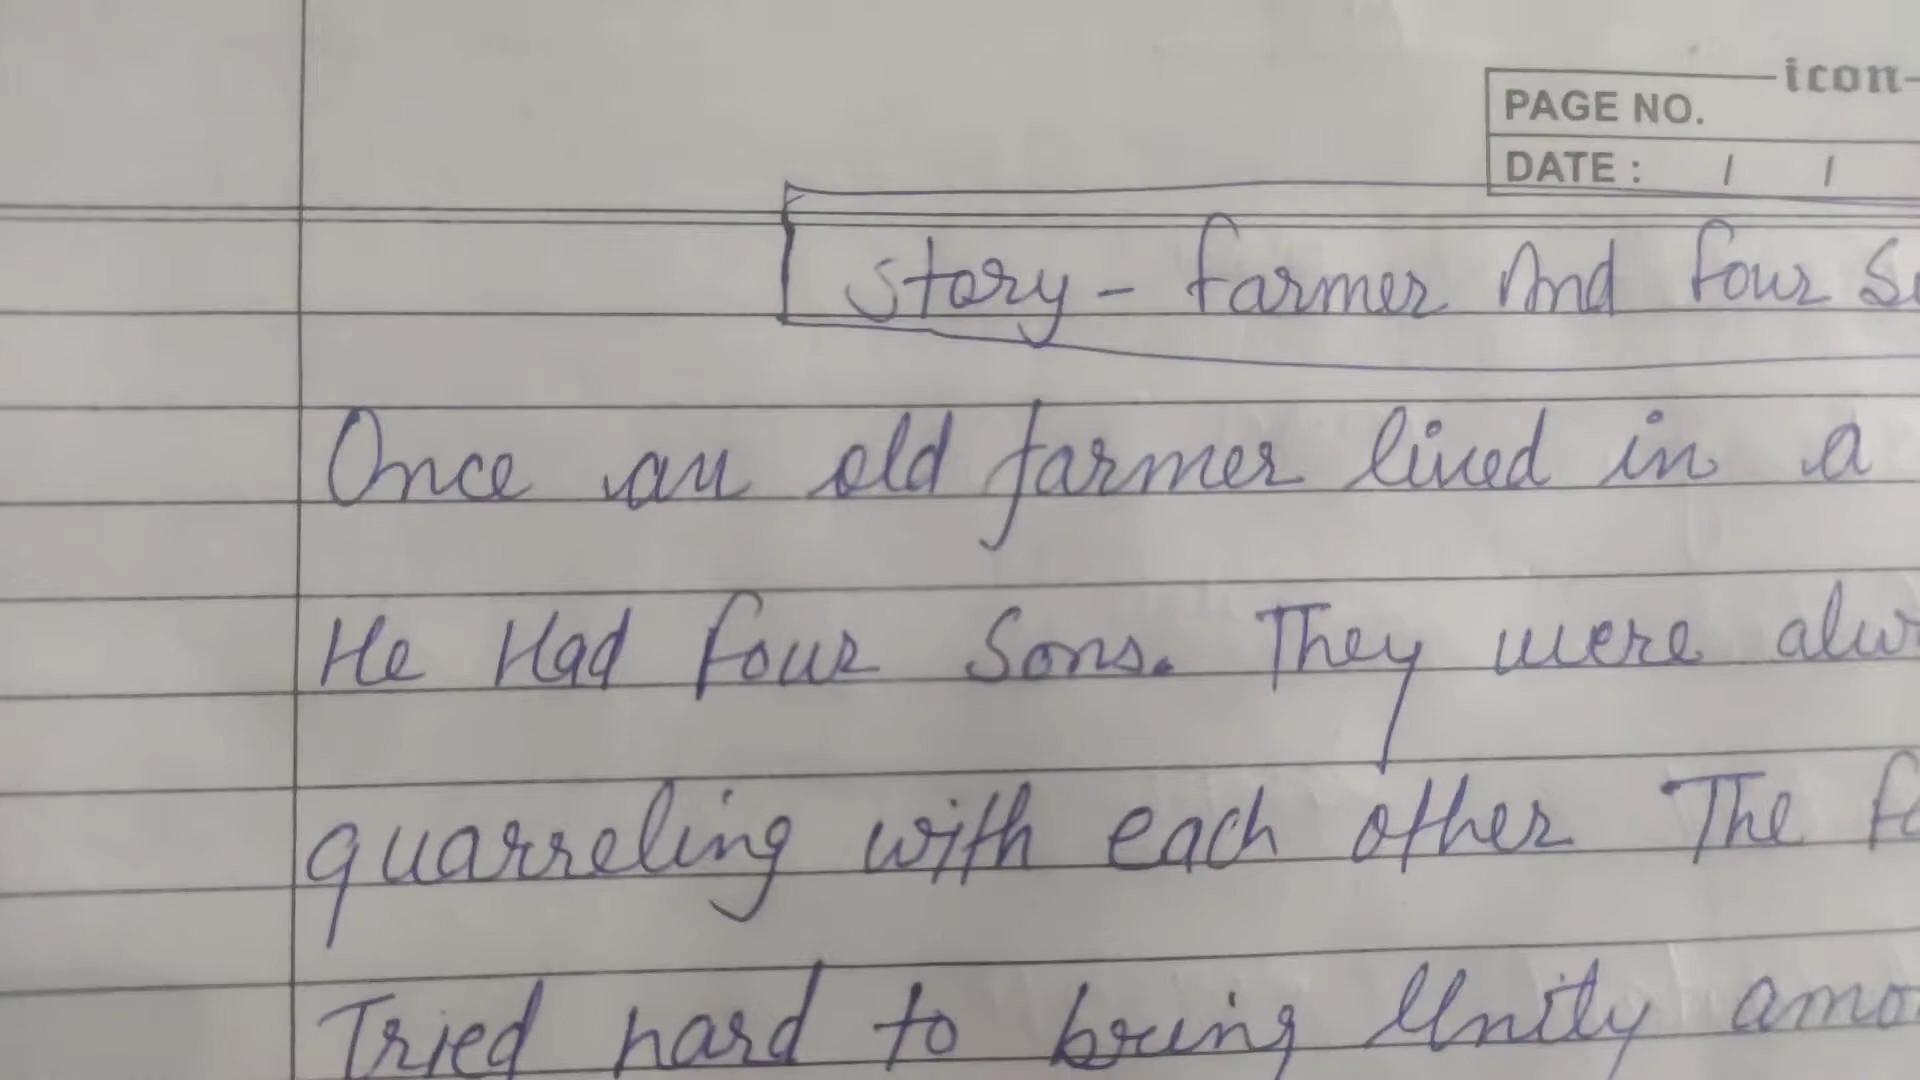 icon
PAGE NO.
DATE : / /
Story - Farmer And Four
Once an old farmer lived in a
He Had four Sons. They were
quarreling with each other The
Tried hard to bring Unity